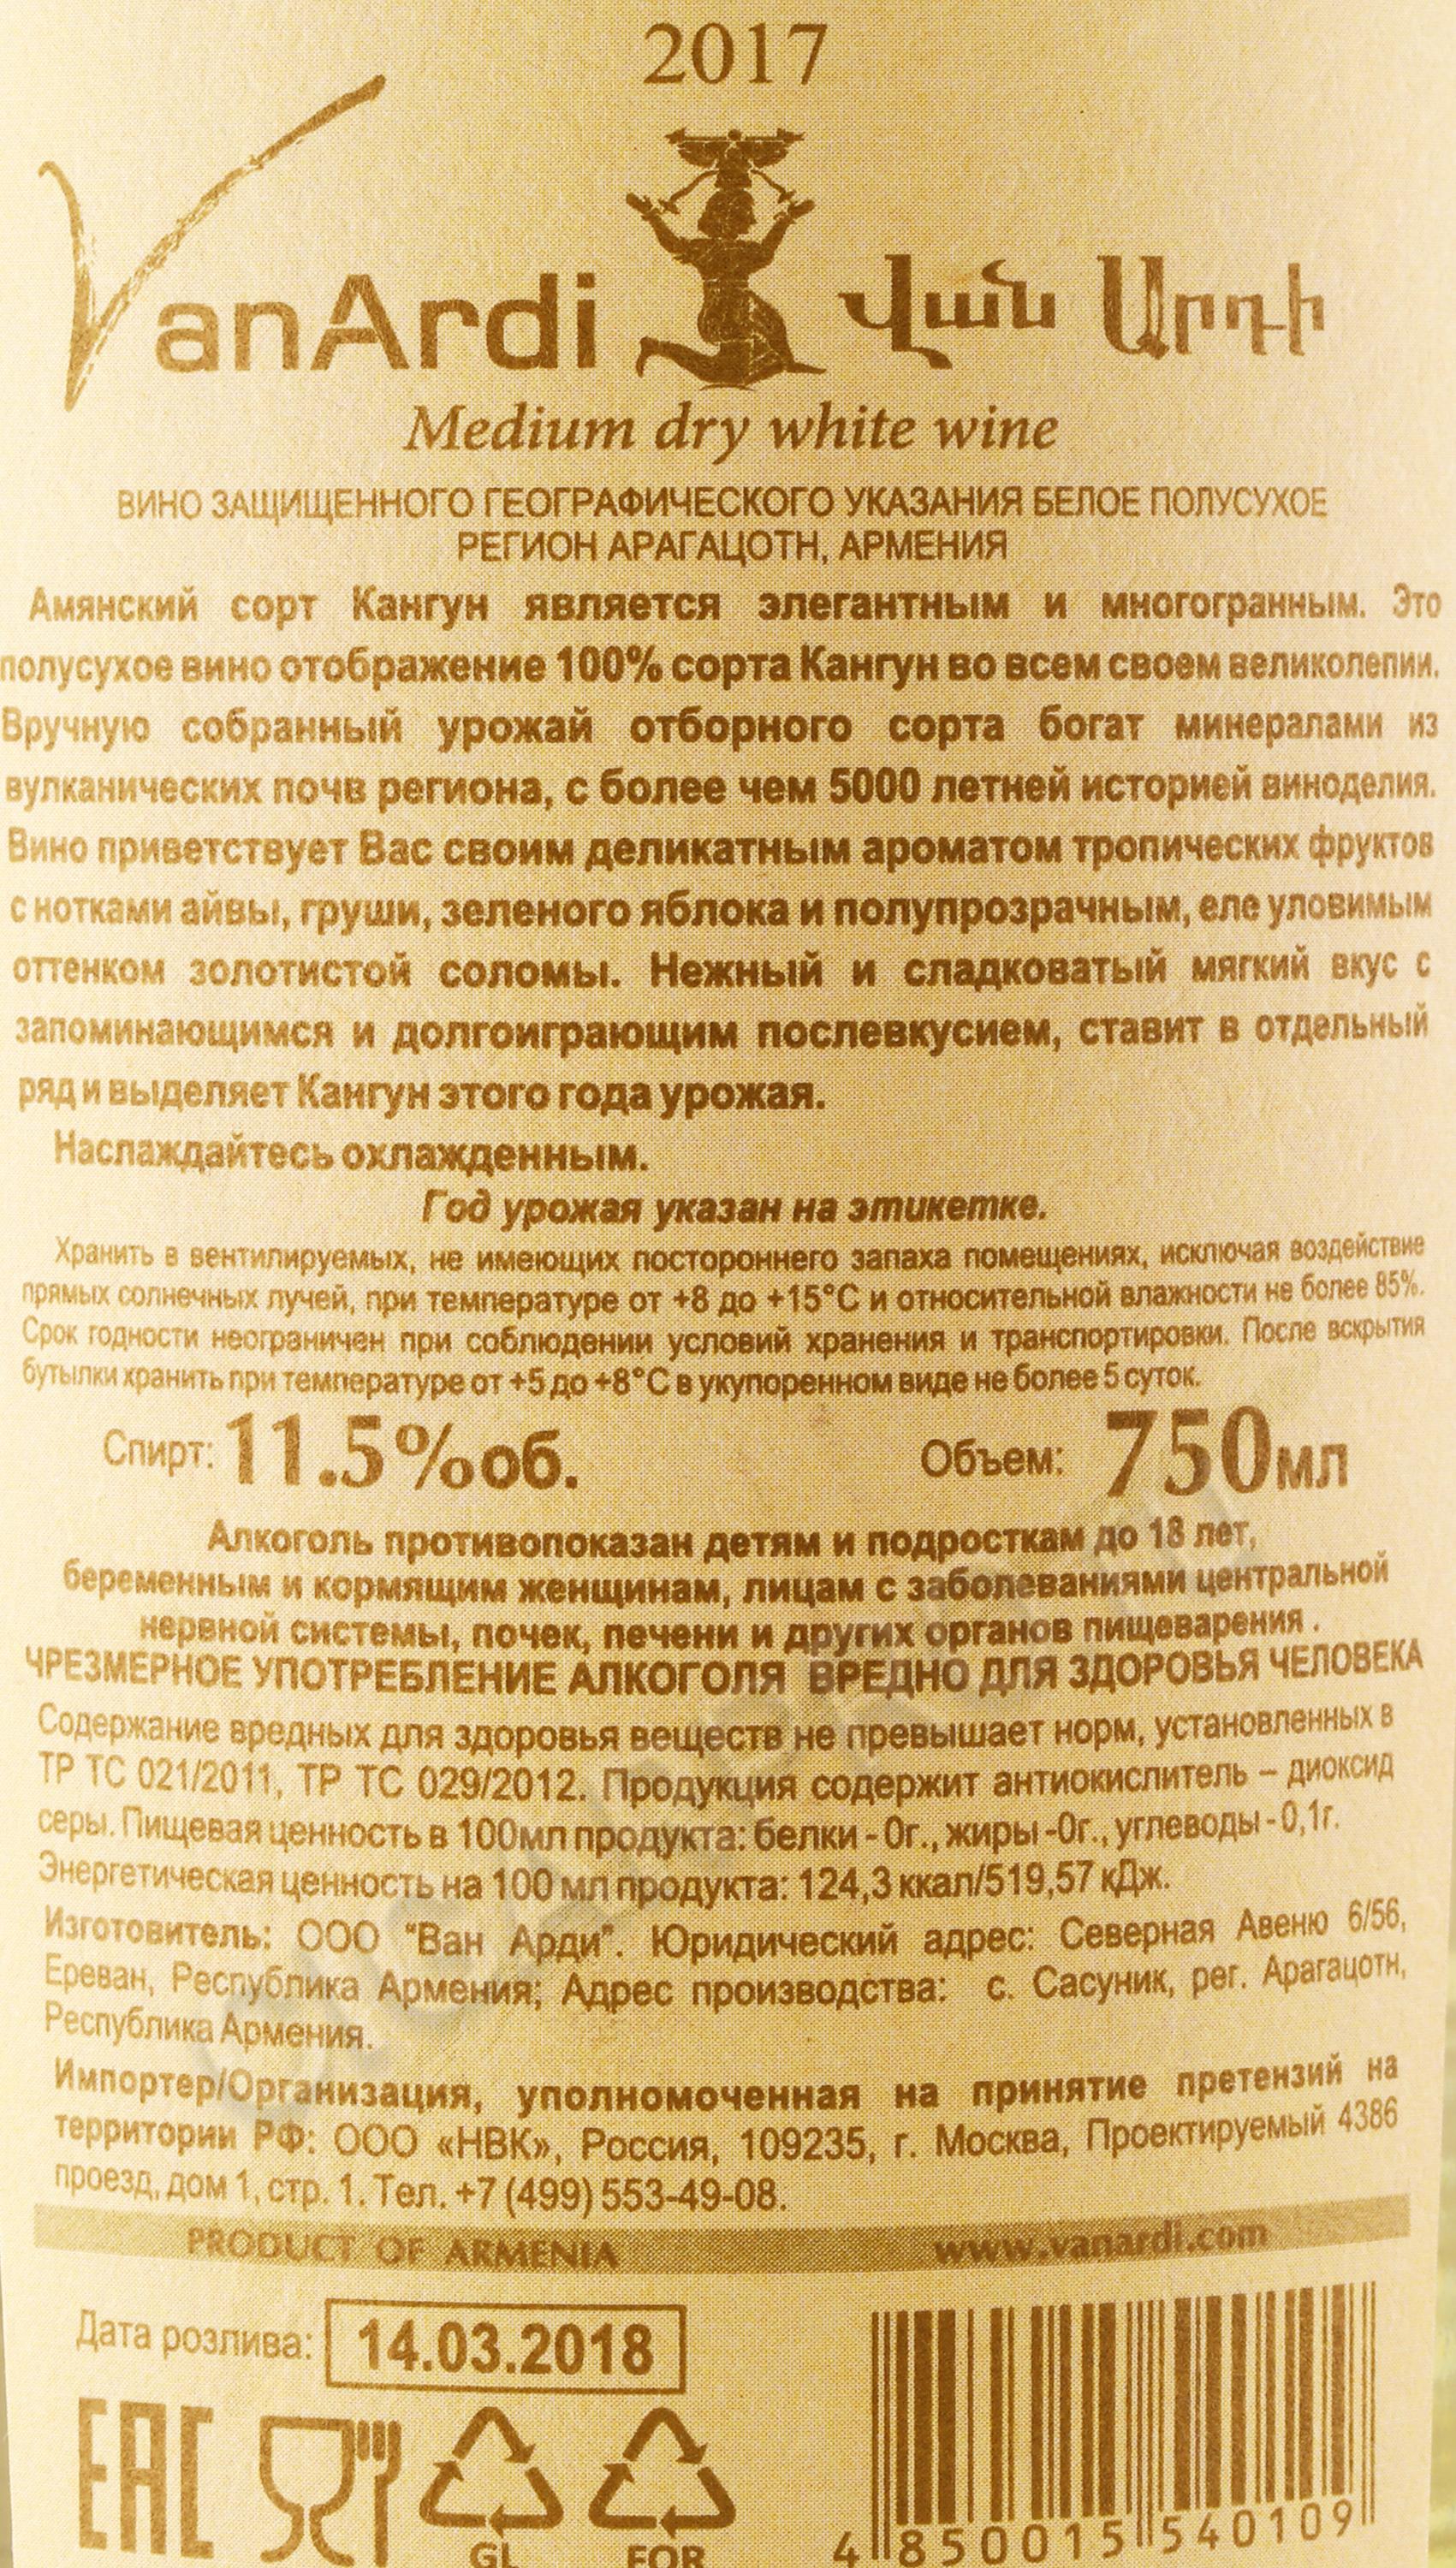 2017
VanArdi Վան Արդի
Medium dry white wine
ВИНО ЗАЩИЩЕННОГО ГЕОГРАФИЧЕСКОГО УКАЗАНИЯ БЕЛОЕ ПОЛУСУХОЕ
РЕГИОН АРАГАЦОТН, АРМЕНИЯ
Амянский сорт Кангун является элегантным и многогранным. Это
полусухое вино отображение 100% сорта Кангун во всем своем великолепии.
Вручную собранный урожай отборного сорта богат минералами из
вулканических почв региона, с более чем 5000 летней историей виноделия.
Вино приветствует Вас своим деликатным ароматом тропических фруктов
с нотками айвы, груши, зеленого яблока и полупрозрачным, еле уловимым
оттенком золотистой соломы. Нежный и сладковатый мягкий вкус с
запоминающимся и долгоиграющим послевкусием, ставит в отдельный
ряд и выделяет Кангун этого года урожая.
Наслаждайтесь охлажденным.
Год урожая указан на этикетке.
Хранить в вентилируемых, не имеющих постороннего запаха помещениях, исключая воздействие
прямых солнечных лучей, при температуре от +8 до +15°C и относительной влажности не более 85%.
Срок годности неограничен при соблюдении условий хранения и транспортировки. После вскрытия
бутылки хранить при температуре от +5 до +8°C в укупоренном виде не более 5 суток.
Спирт: 11.5%об. Объем: 750мл
Алкоголь противопоказан детям и подросткам до 18 лет,
беременным и кормящим женщинам, лицам с заболеваниями центральной
нервной системы, почек, печени и других органов пищеварения .
ЧРЕЗМЕРНОЕ УПОТРЕБЛЕНИЕ АЛКОГОЛЯ ВРЕДНО ДЛЯ ЗДОРОВЬЯ ЧЕЛОВЕКА
Содержание вредных для здоровья веществ не превышает норм, установленных в
ТР ТС 021/2011, ТР ТС 029/2012. Продукция содержит антиокислитель – диоксид
серы. Пищевая ценность в 100мл продукта: белки - 0г., жиры -0г., углеводы - 0,1г.
Энергетическая ценность на 100 мл продукта: 124,3 ккал/519,57 кДж.
Изготовитель: ООО "Ван Арди". Юридический адрес: Северная Авеню 6/56,
Ереван, Республика Армения; Адрес производства: с. Сасуник, рег. Арагацотн,
Республика Армения.
Импортер/Организация, уполномоченная на принятие претензий на
территории РФ: ООО «НВК», Россия, 109235, г. Москва, Проектируемый 4386
проезд, дом 1, стр. 1. Тел. +7 (499) 553-49-08.
PRODUCT OF ARMENIA www.vanardi.com
Дата розлива: 14.03.2018
EAC GL FOR
4 850015 540109